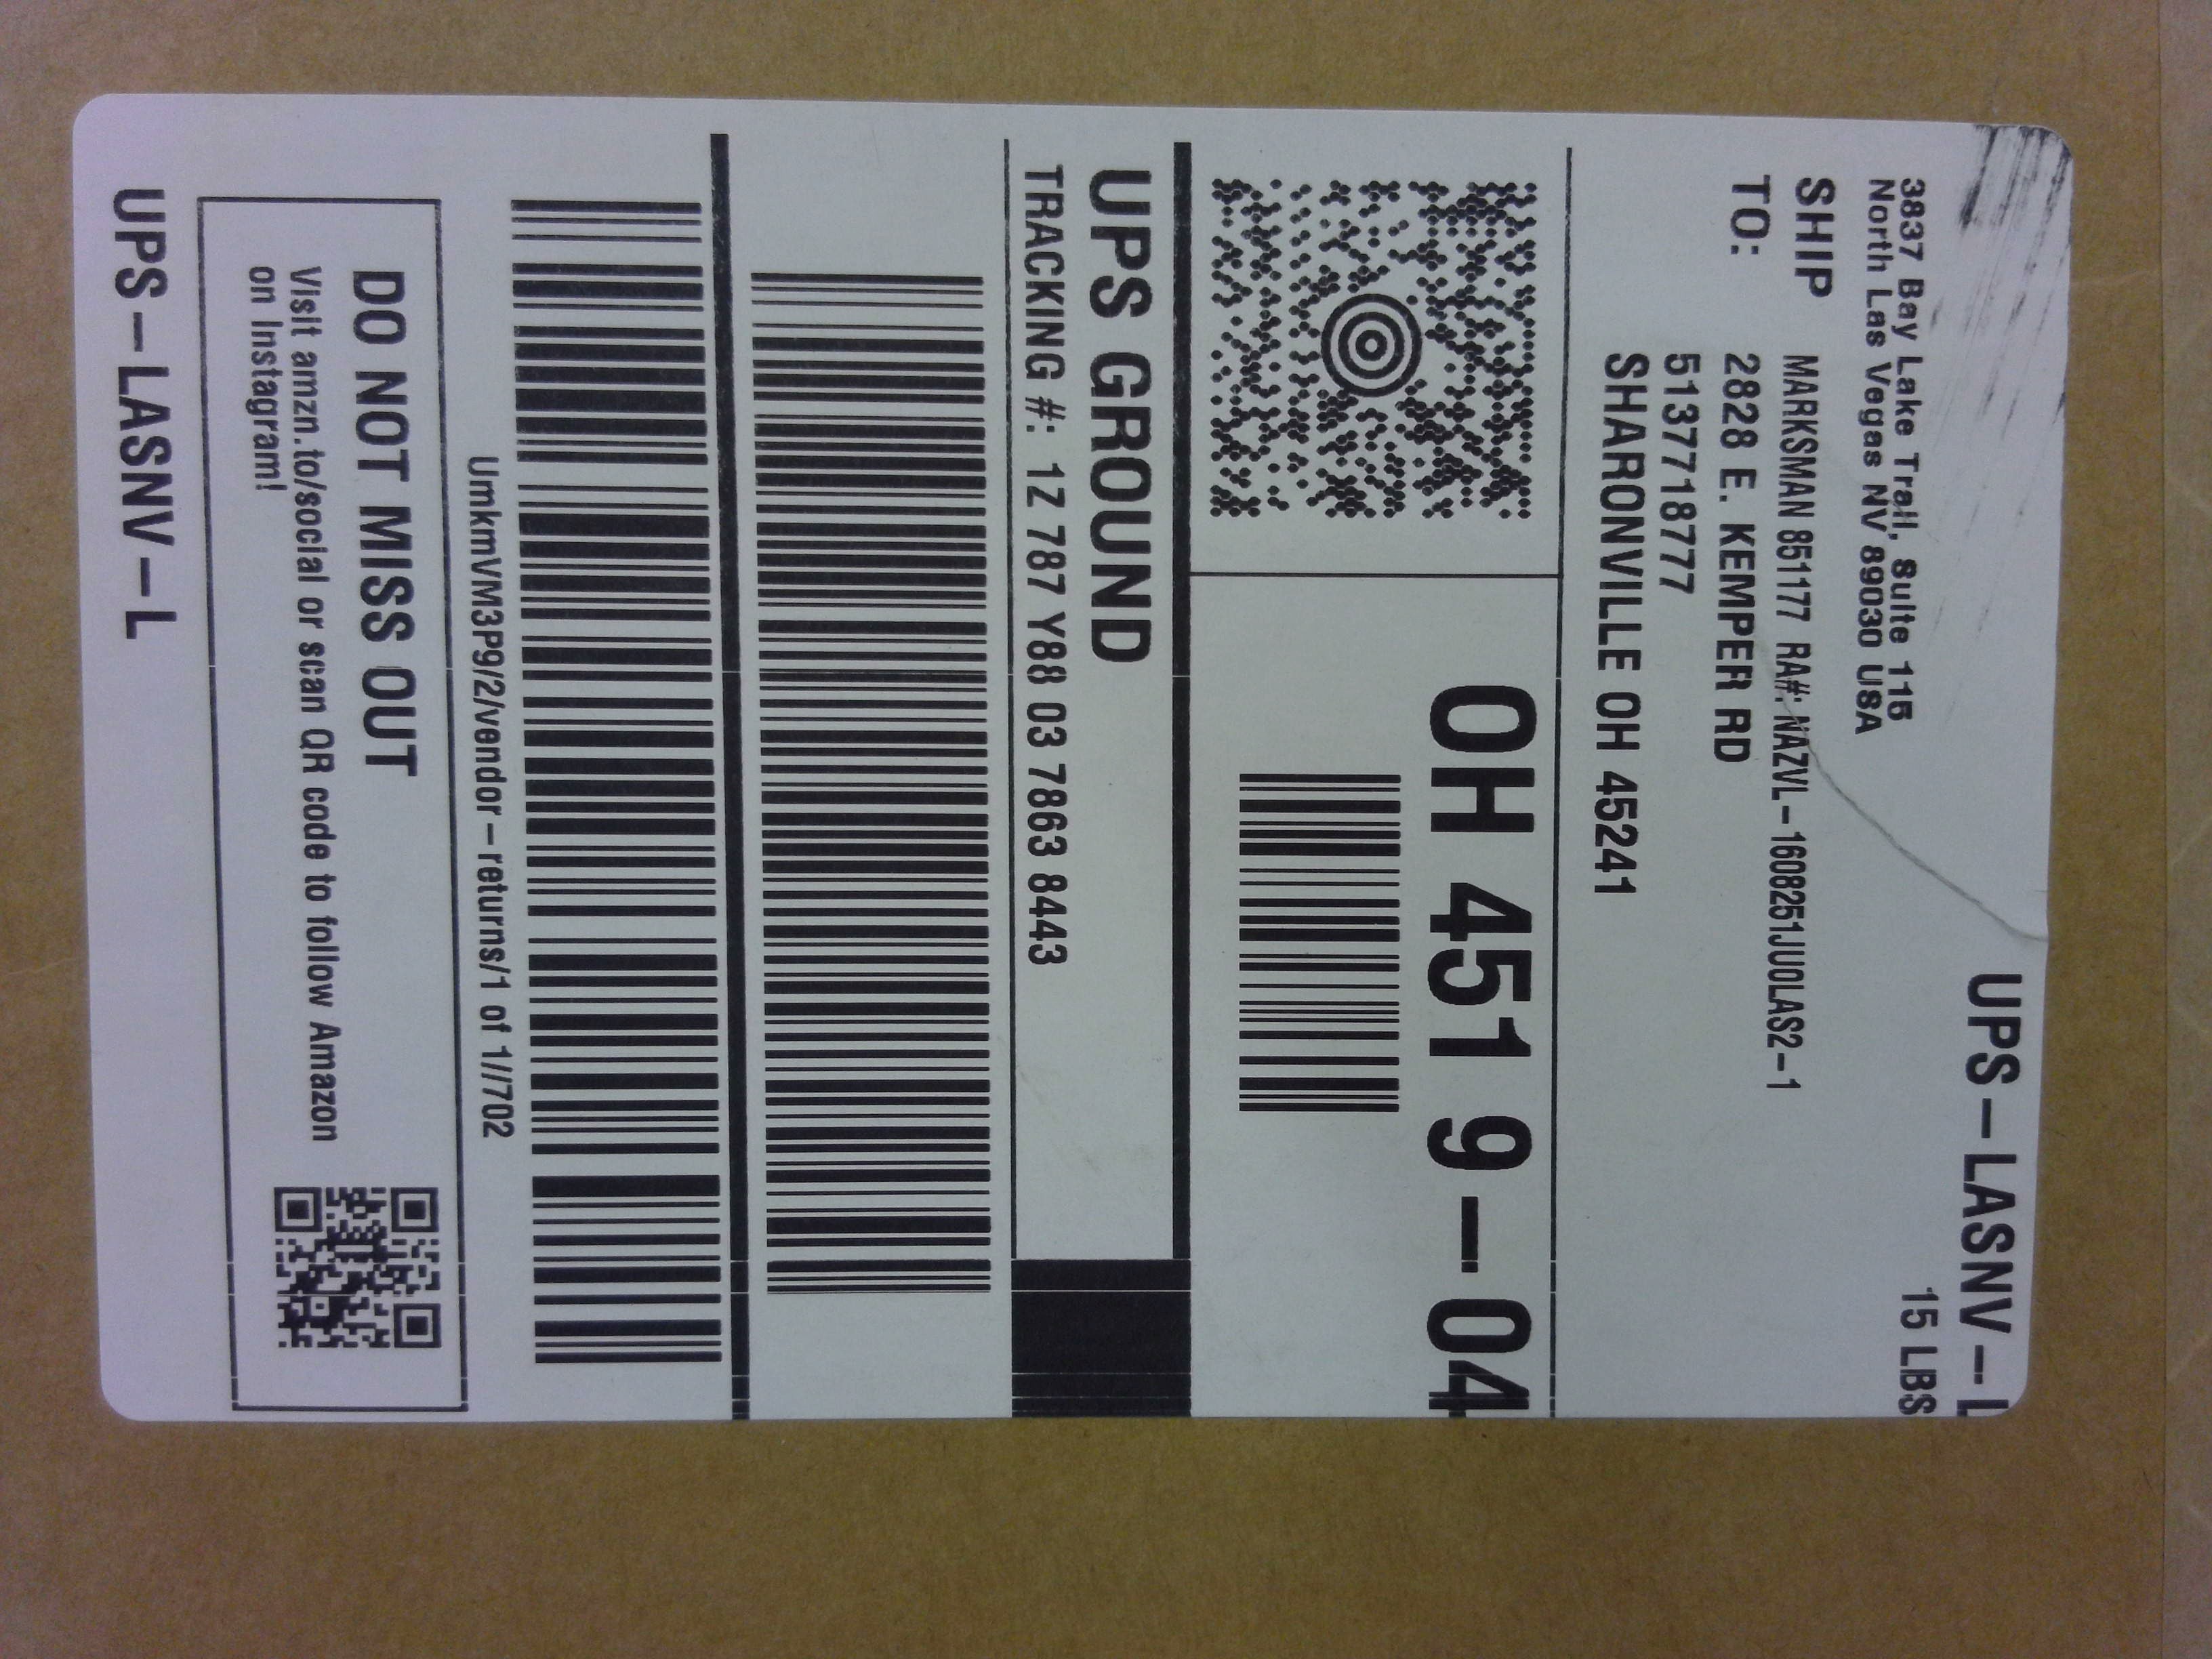 UPS-LASNV-L
15 LBS
3837 Bay Lake Trail, Suite 115
North Las Vegas NV 89030 USA
SHIP
TO:
MARKSMAN 851177 RA#: NAZVL-1608251JU0LAS2-1
2828 E. KEMPER RD
5137718777
SHARONVILLE OH 45241
OH 451 9-04
UPS GROUND
TRACKING #: 1Z 787 Y88 03 7863 8443
UmkmVM3P9/2/vendor-returns/1 of 1//702
DO NOT MISS OUT
Visit amzn.to/social or scan QR code to follow Amazon
on Instagram!
UPS-LASNV-L